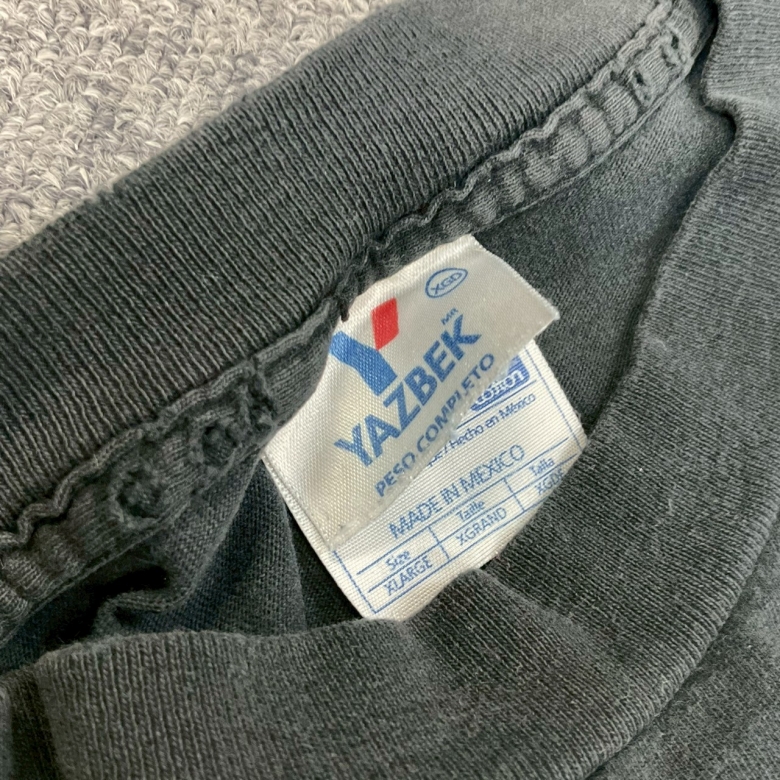 XGD
YAZBEK MR
PESO COMPLETO
/Hecho en México
MADE IN MEXICO
Size Taille Talla
XLARGE XGRAND